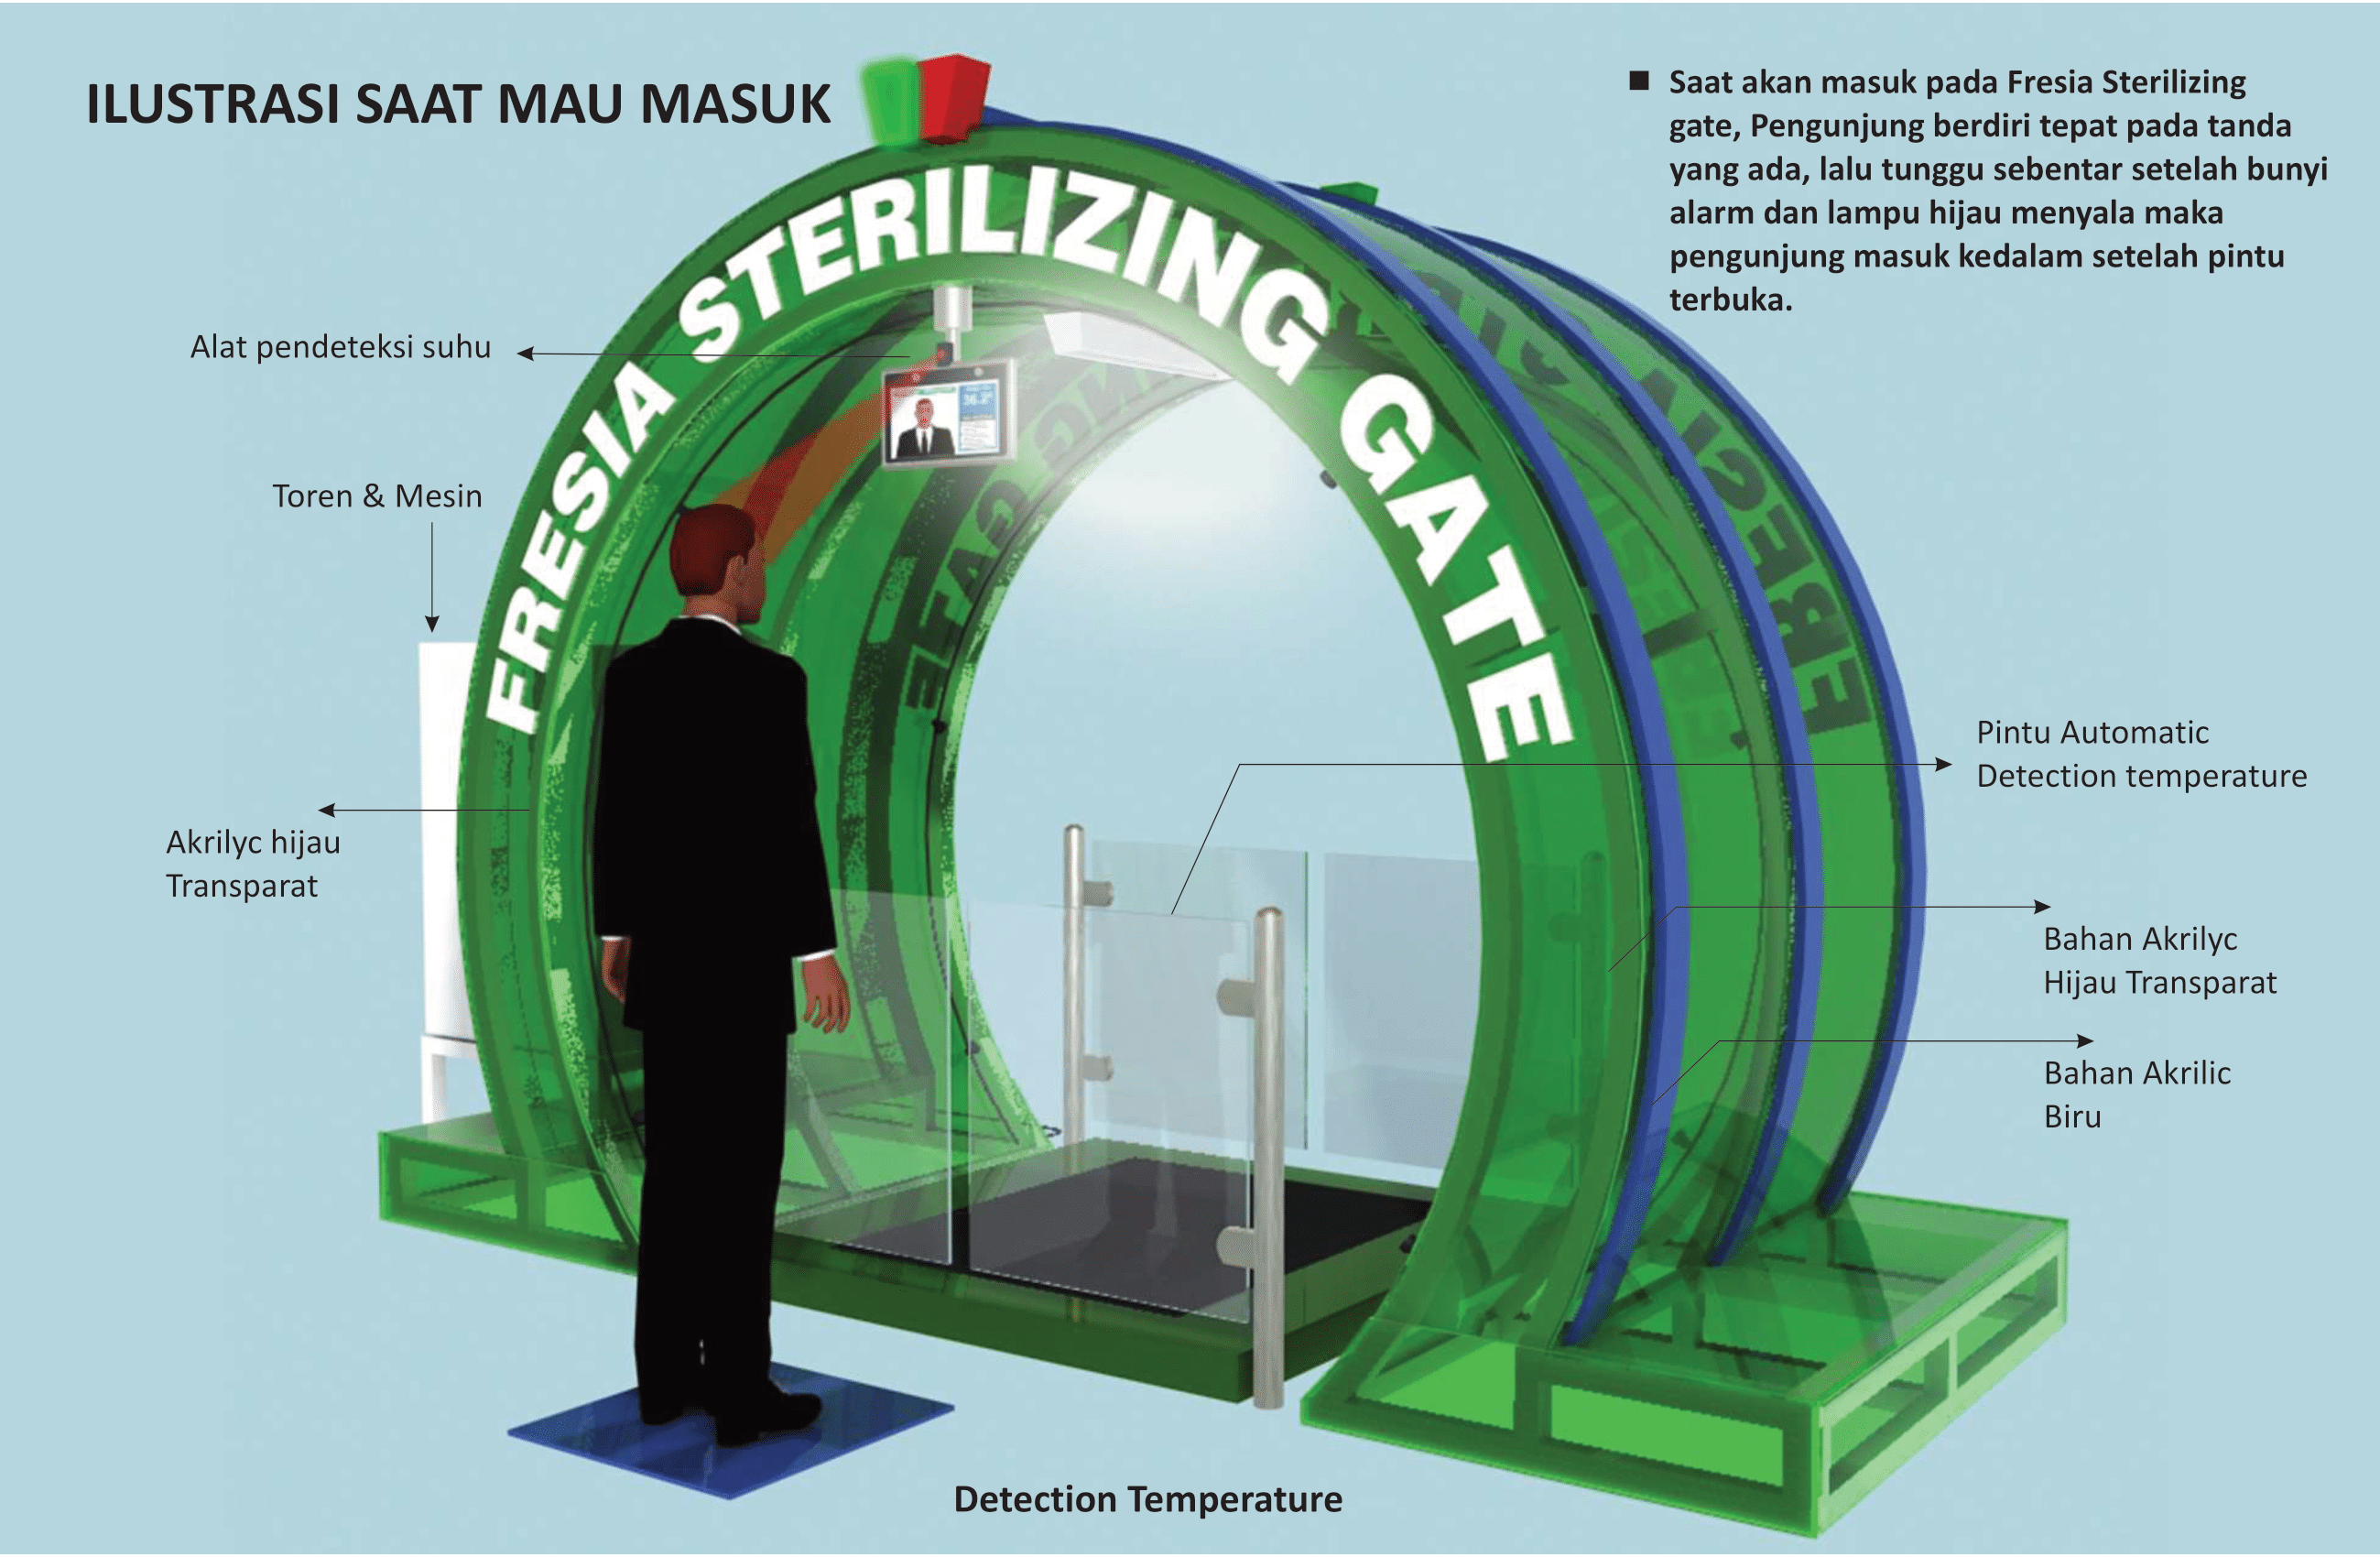 ILUSTRASI SAAT MAU MASUK
■ Saat akan masuk pada Fresia Sterilizing
gate, Pengunjung berdiri tepat pada tanda
yang ada, lalu tunggu sebentar setelah bunyi
alarm dan lampu hijau menyala maka
pengunjung masuk kedalam setelah pintu
terbuka.
FRESIA STERILIZING GATE
Alat pendeteksi suhu
Toren & Mesin
Akrilyc hijau
Transparat
Pintu Automatic
Detection temperature
Bahan Akrilyc
Hijau Transparat
Bahan Akrilic
Biru
Detection Temperature